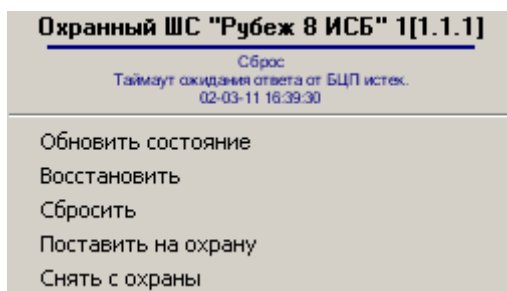 Охранный ШС "Рубеж 8 ИСБ" 1[1.1.1]
Сброс
Таймаут ожидания ответа от БЦП истек.
02-03-11 16:39:30
Обновить состояние
Восстановить
Сбросить
Поставить на охрану
Снять с охраны